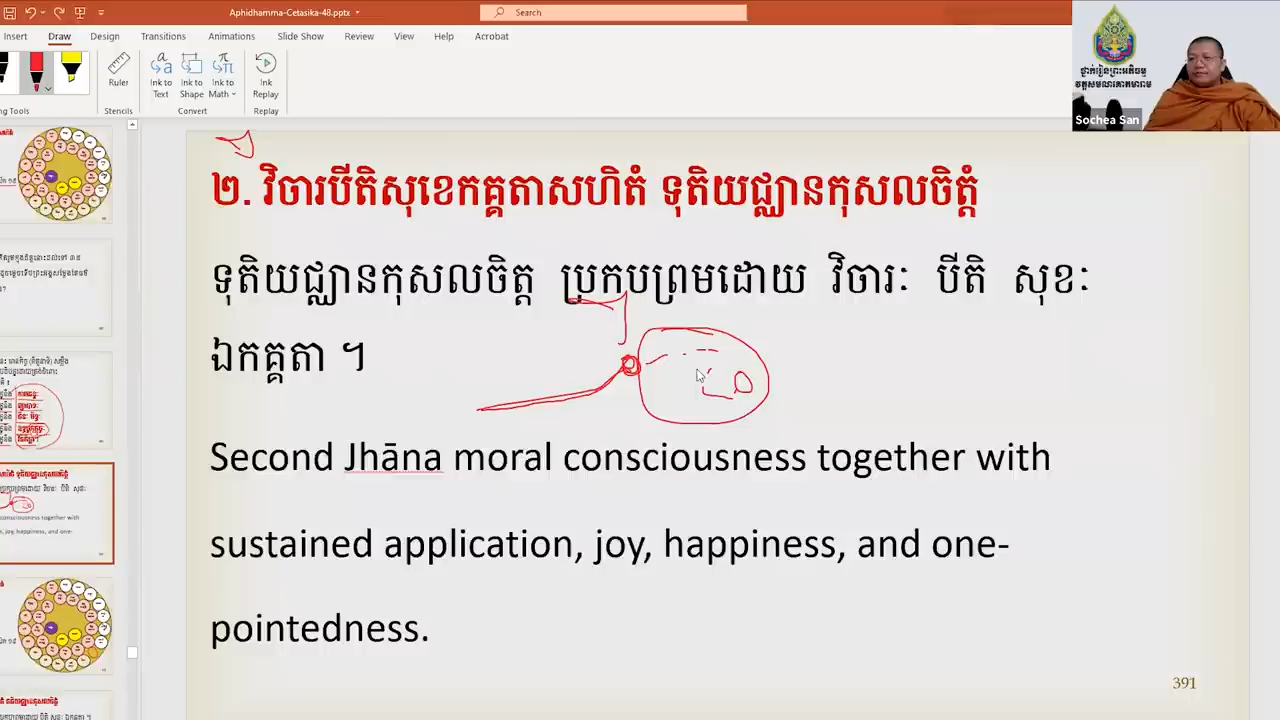 Aphidhamma-Cetasika-48.pptx
Search
Insert Draw Design Transitions Animations Slide Show Review View Help Acrobat
Ruler
Ink to Text
Ink to Shape
Ink to Math
Ink Replay
ng Tools
Stencils
Convert
Replay
Sochea San
២. វិចារបីតិសុខេកគ្គតាសហិតំ ទុតិយជ្ឈានកុសលចិត្តំ
ទុតិយជ្ឈានកុសលចិត្ត ប្រកបព្រមដោយ វិចារៈ បីតិ សុខៈ
ឯកគ្គតា ។
Second Jhāna moral consciousness together with
sustained application, joy, happiness, and one-
pointedness.
391